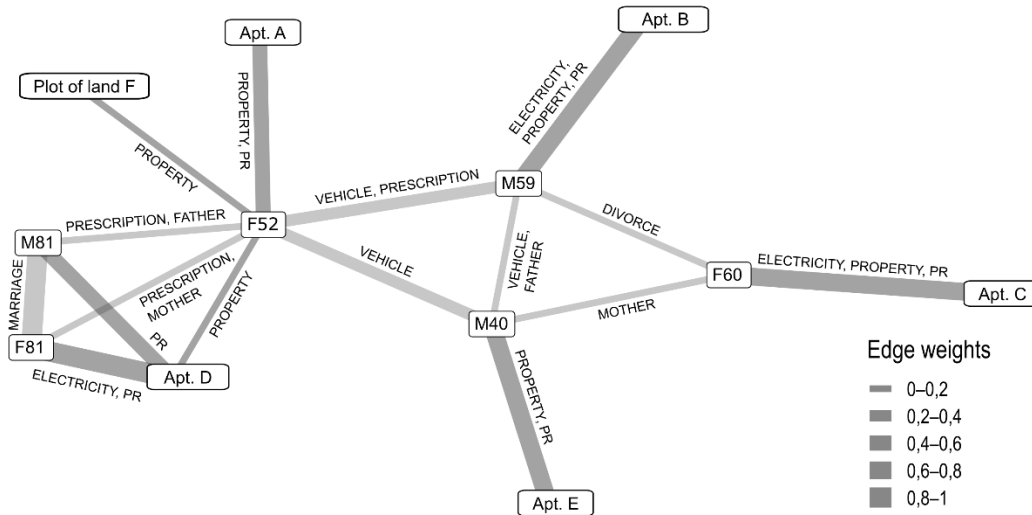 Apt. A
Apt. B
Plot of land F
PROPERTY
PROPERTY, PR
ELECTRICITY,
PROPERTY, PR
VEHICLE, PRESCRIPTION
M59
PRESCRIPTION, FATHER
F52
M81
DIVORCE
MARRIAGE
PRESCRIPTION,
MOTHER
PROPERTY
VEHICLE
VEHICLE,
FATHER
F60
ELECTRICITY, PROPERTY, PR
Apt. C
MOTHER
M40
PR
F81
Apt. D
ELECTRICITY, PR
PROPERTY, PR
Apt. E
Edge weights
0–0,2
0,2–0,4
0,4–0,6
0,6–0,8
0,8–1